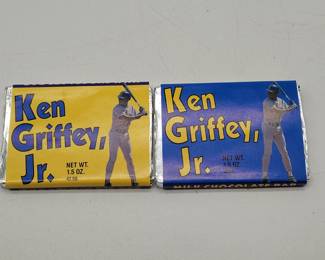 Ken
Griffey,
Jr.
NET WT.
1.5 OZ.
Ken
Griffey,
Jr.
NET WT.
1.5 OZ.
MILK CHOCOLATE BAR